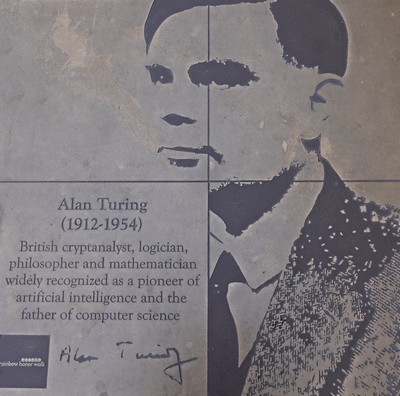 Alan Turing
(1912-1954)
British cryptanalyst, logician,
philosopher and mathematician
widely recognized as a pioneer of
artificial intelligence and the
father of computer science
rainbow honor walk
Alan Turing